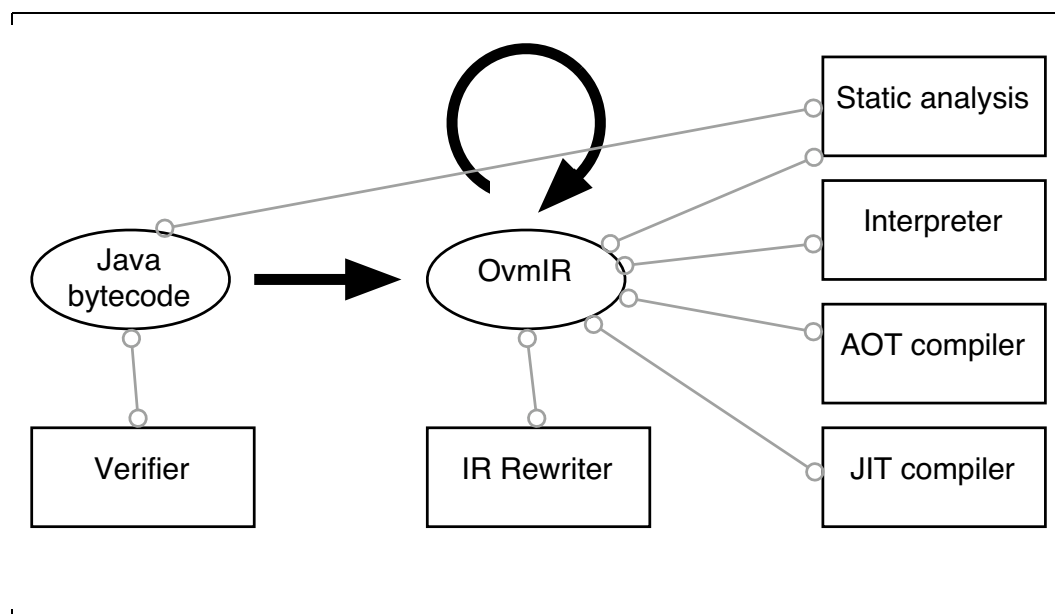 Static analysis
Interpreter
Java
bytecode
OvmIR
AOT compiler
Verifier
IR Rewriter
JIT compiler